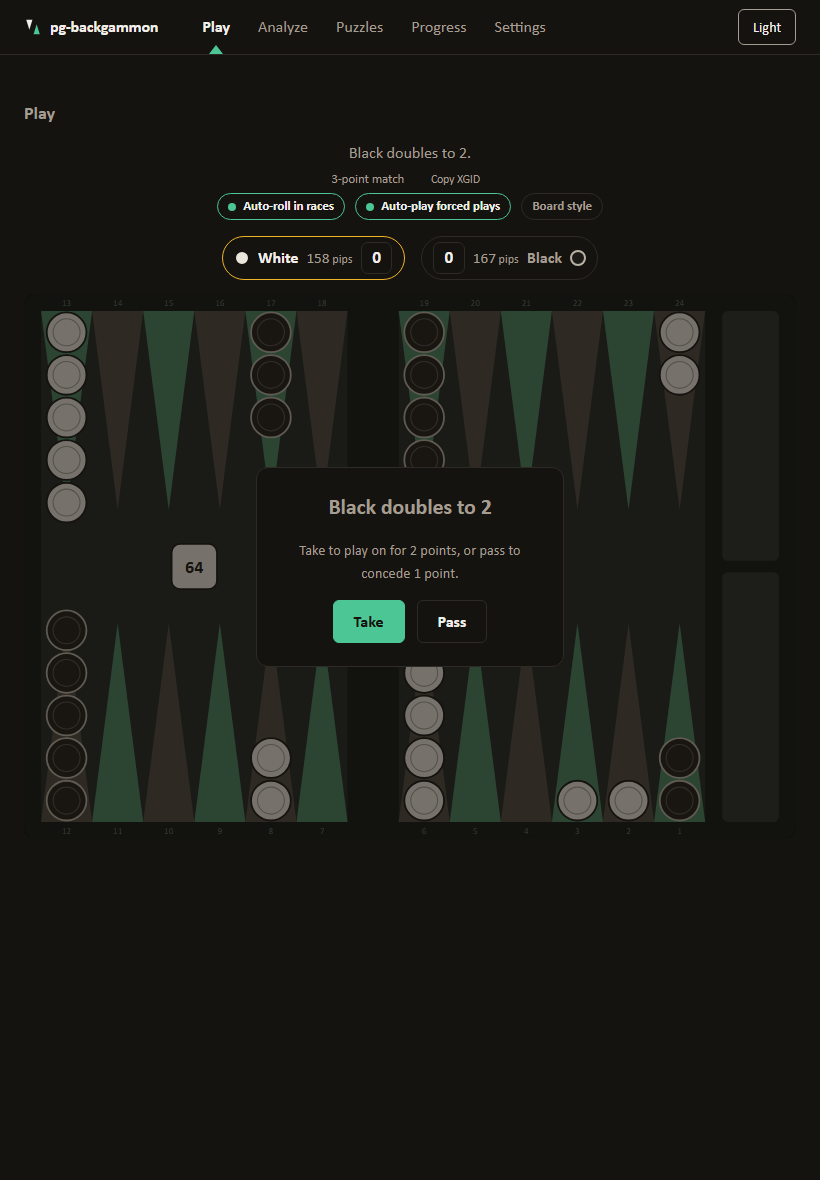 pg-backgammon Play Analyze Puzzles Progress Settings Light
Play
Black doubles to 2.
3-point match Copy XGID
Auto-roll in races Auto-play forced plays Board style
White 158 pips 0 0 167 pips Black
13 14 15 16 17 18 19 20 21 22 23 24
Black doubles to 2
Take to play on for 2 points, or pass to
concede 1 point.
64
Take Pass
12 11 10 9 8 7 6 5 4 3 2 1